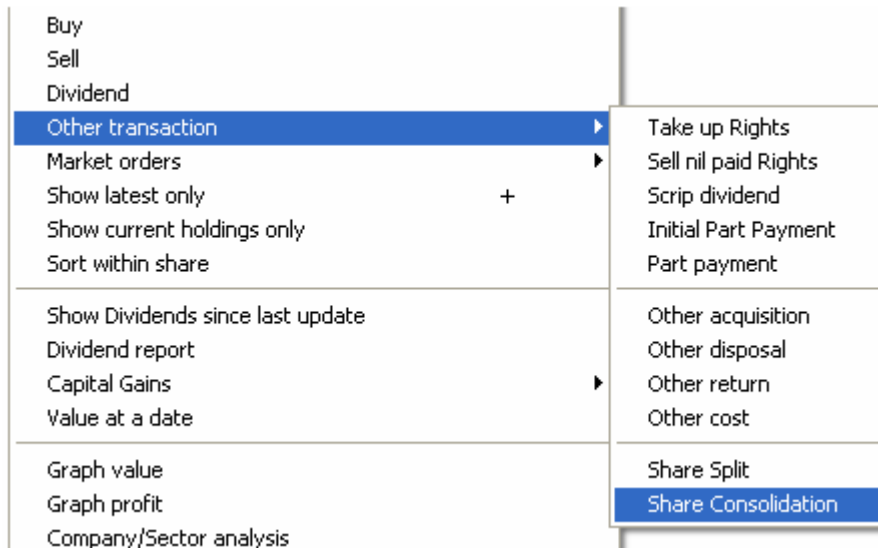 Buy
Sell
Dividend
Other transaction
Market orders
Show latest only +
Show current holdings only
Sort within share
Show Dividends since last update
Dividend report
Capital Gains
Value at a date
Graph value
Graph profit
Company/Sector analysis
Take up Rights
Sell nil paid Rights
Scrip dividend
Initial Part Payment
Part payment
Other acquisition
Other disposal
Other return
Other cost
Share Split
Share Consolidation